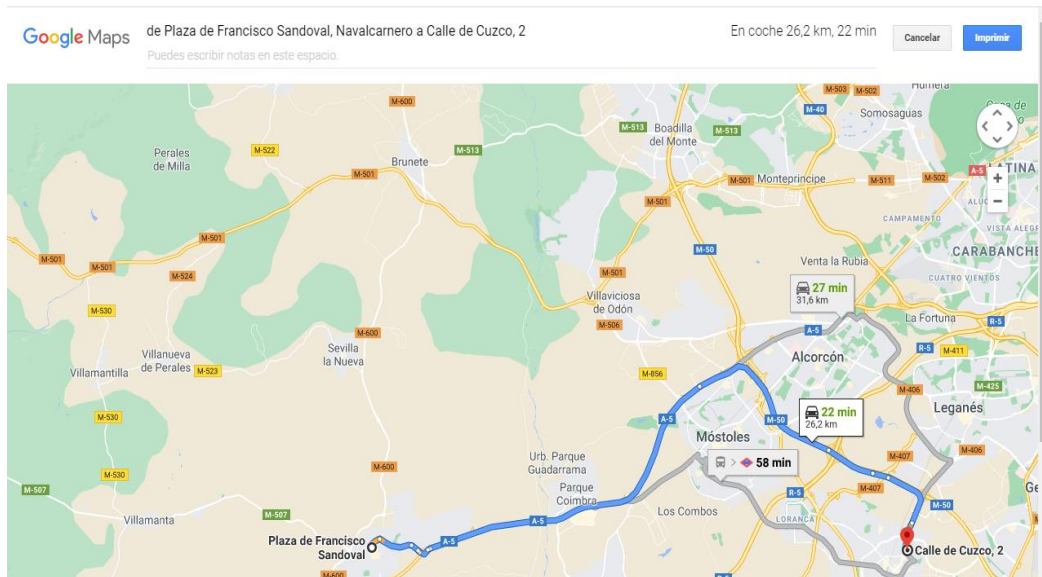 Google Maps
de Plaza de Francisco Sandoval, Navalcarnero a Calle de Cuzco, 2
En coche 26,2 km, 22 min
Cancelar
Imprimir
Puedes escribir notas en este espacio.
M-503
M-502
Humera
M-600
M-40
Somosaguas
M-513
Boadilla
del Monte
M-513
M-522
Perales
de Milla
M-513
Brunete
M-501
M-501
Monteprincipe
M-511
M-502
A-5
LATINA
+
-
M-501
CAMPAMENTO
VISTA ALEGR
M-501
M-50
CARABANCHE
M-501
M-501
M-524
M-501
Venta la Rubia
CUATRO VIENTOS
27 min
31,6 km
Villaviciosa
de Odón
M-530
M-506
La Fortuna
R-5
M-600
A-5
Sevilla
la Nueva
R-5
M-411
Villanueva
de Perales
M-523
Villamantilla
Alcorcón
M-856
M-406
M-425
22 min
26,2 km
Leganés
M-530
A-5
M-50
Móstoles
M-406
M-407
Urb. Parque
Guadarrama
> 58 min
M-600
M-530
M-507
Parque
Coimbra
R-5
M-407
Ge
M-50
Los Combos
M-507
Villamanta
A-5
LORANCA
Plaza de Francisco
Sandoval
A-5
Calle de Cuzco, 2
M-600